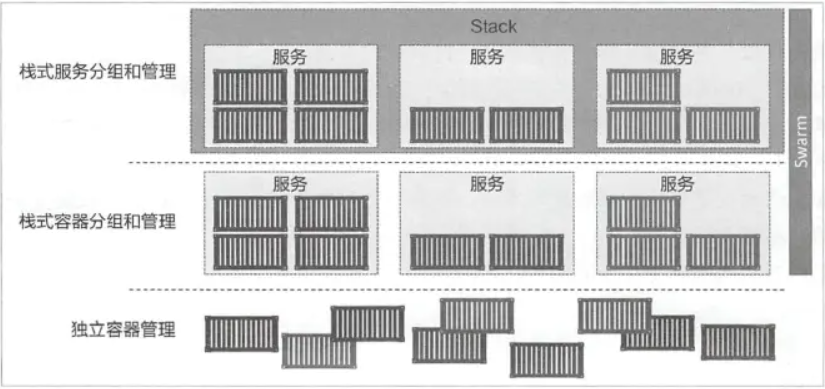 Stack
栈式服务分组和管理
服务 服务 服务
Swarm
栈式容器分组和管理
服务 服务 服务
独立容器管理